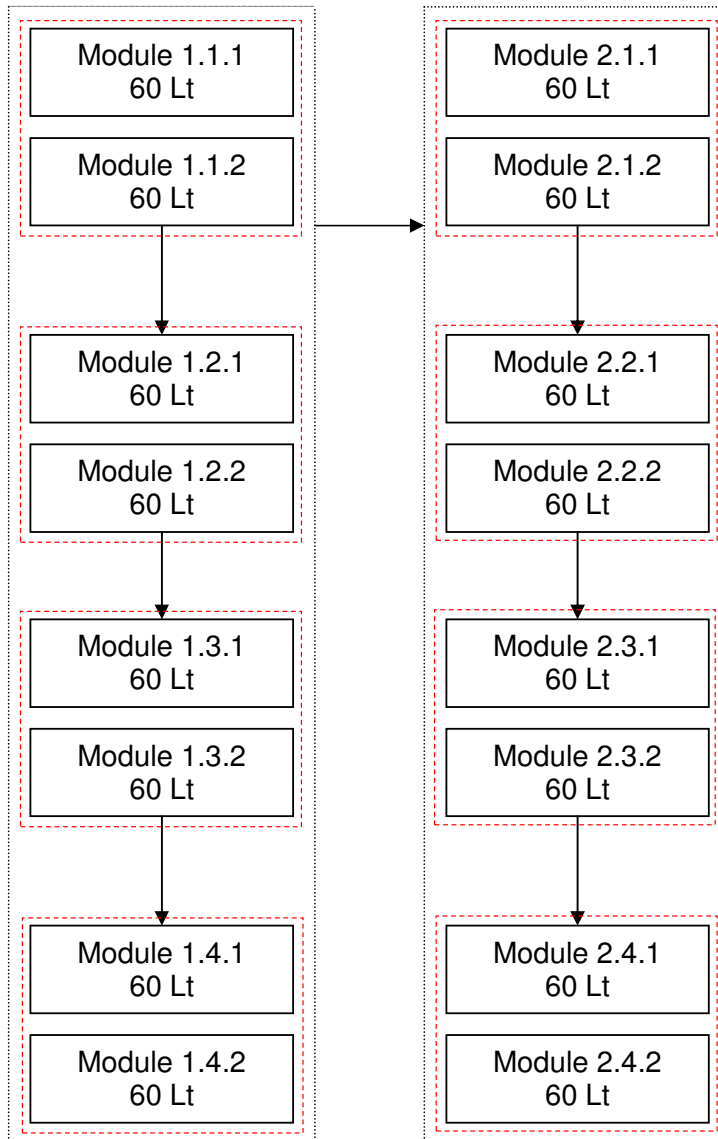 Module 1.1.1
60 Lt
Module 1.1.2
60 Lt
Module 1.2.1
60 Lt
Module 1.2.2
60 Lt
Module 1.3.1
60 Lt
Module 1.3.2
60 Lt
Module 1.4.1
60 Lt
Module 1.4.2
60 Lt
Module 2.1.1
60 Lt
Module 2.1.2
60 Lt
Module 2.2.1
60 Lt
Module 2.2.2
60 Lt
Module 2.3.1
60 Lt
Module 2.3.2
60 Lt
Module 2.4.1
60 Lt
Module 2.4.2
60 Lt